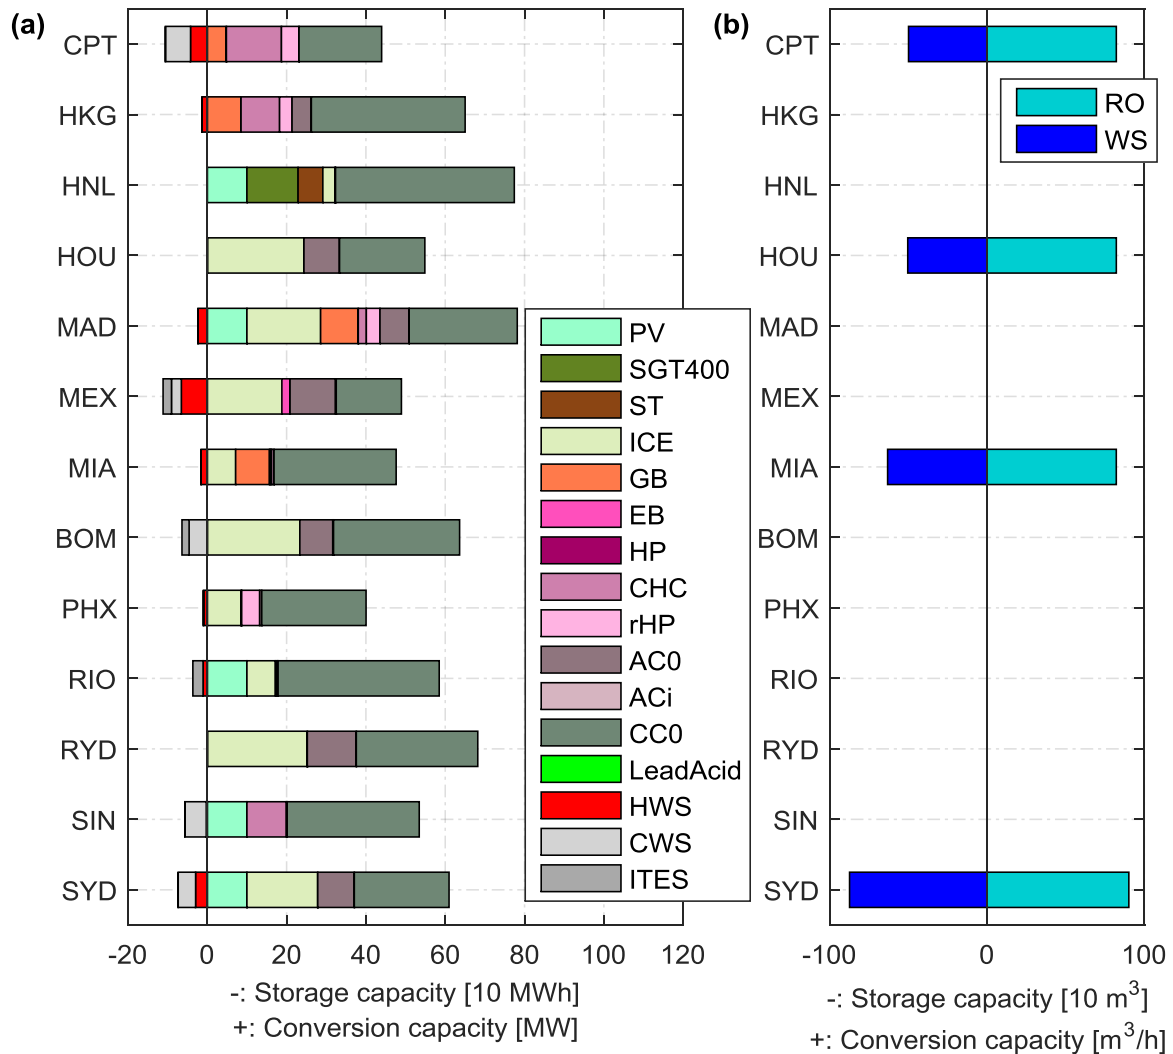 (a)
CPT
HKG
HNL
HOU
MAD
MEX
MIA
BOM
PHX
RIO
RYD
SIN
SYD
PV
SGT400
ST
ICE
GB
EB
HP
CHC
rHP
AC0
ACi
CC0
LeadAcid
HWS
CWS
ITES
-20 0 20 40 60 80 100 120
-: Storage capacity [10 MWh]
+: Conversion capacity [MW]
(b)
CPT
HKG
HNL
HOU
MAD
MEX
MIA
BOM
PHX
RIO
RYD
SIN
SYD
RO
WS
-100 0 100
-: Storage capacity [10 m³]
+: Conversion capacity [m³/h]